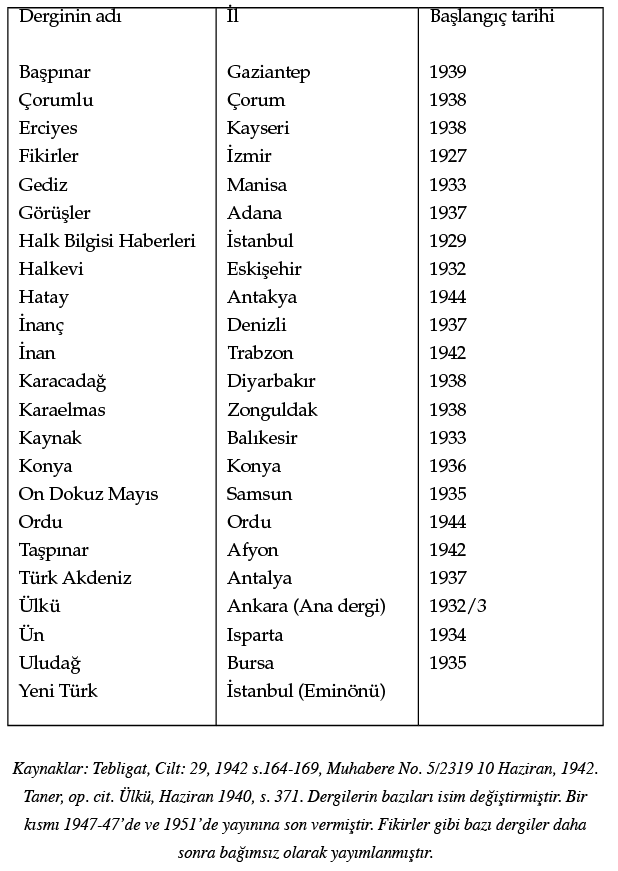 Derginin adı İl Başlangıç tarihi
Başpınar Gaziantep 1939
Çorumlu Çorum 1938
Erciyes Kayseri 1938
Fikirler İzmir 1927
Gediz Manisa 1933
Görüşler Adana 1937
Halk Bilgisi Haberleri İstanbul 1929
Halkevi Eskişehir 1932
Hatay Antakya 1944
İnanç Denizli 1937
İnan Trabzon 1942
Karacadağ Diyarbakır 1938
Karaelmas Zonguldak 1938
Kaynak Balıkesir 1933
Konya Konya 1936
On Dokuz Mayıs Samsun 1935
Ordu Ordu 1944
Taşpınar Afyon 1942
Türk Akdeniz Antalya 1937
Ülkü Ankara (Ana dergi) 1932/3
Ün Isparta 1934
Uludağ Bursa 1935
Yeni Türk İstanbul (Eminönü)
Kaynaklar: Tebligat, Cilt: 29, 1942 s.164-169, Muhabere No. 5/2319 10 Haziran, 1942.
Taner, op. cit. Ülkü, Haziran 1940, s. 371. Dergilerin bazıları isim değiştirmiştir. Bir
kısmı 1947-47’de ve 1951’de yayınına son vermiştir. Fikirler gibi bazı dergiler daha
sonra bağımsız olarak yayımlanmıştır.